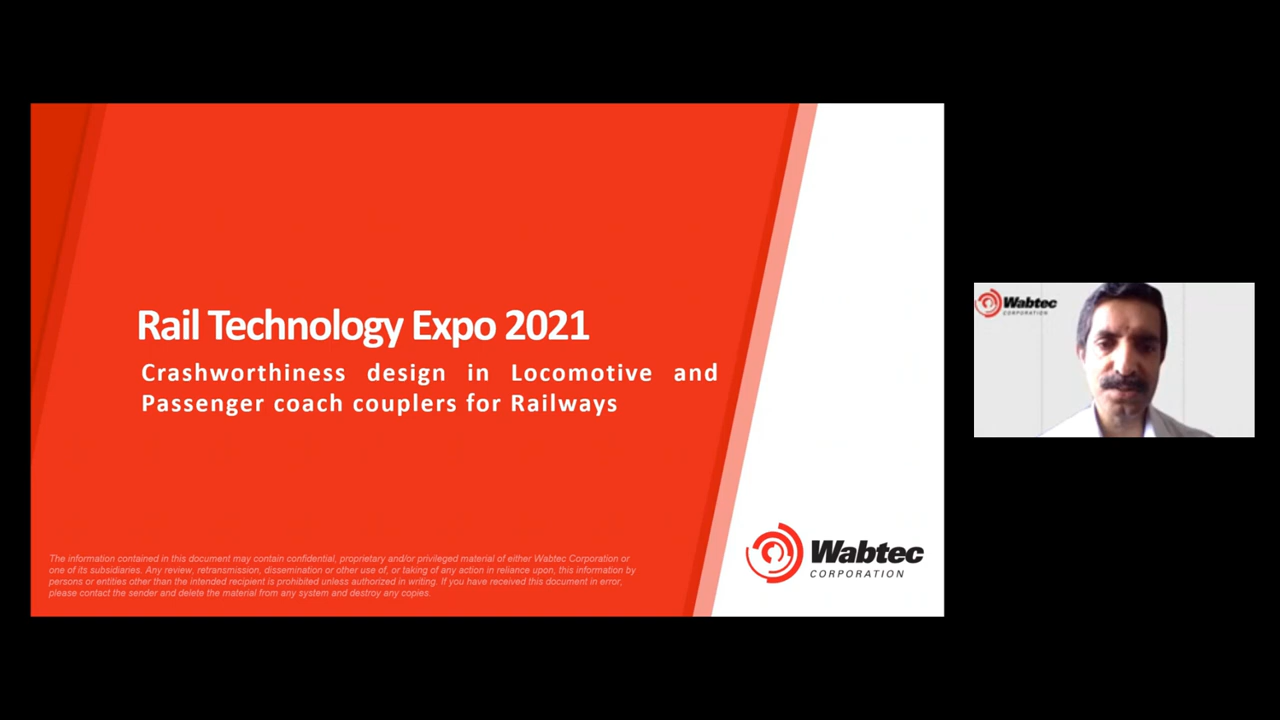 Rail Technology Expo 2021
Crashworthiness design in Locomotive and
Passenger coach couplers for Railways
The information contained in this document may contain confidential, proprietary and/or privileged material of either Wabtec Corporation or
one of its subsidiaries. Any review, retransmission, dissemination or other use of, or taking of any action in reliance upon, this information by
persons or entities other than the intended recipient is prohibited unless authorized in writing. If you have received this document in error,
please contact the sender and delete the material from any system and destroy any copies.
Wabtec
CORPORATION
Wabtec
CORPORATION